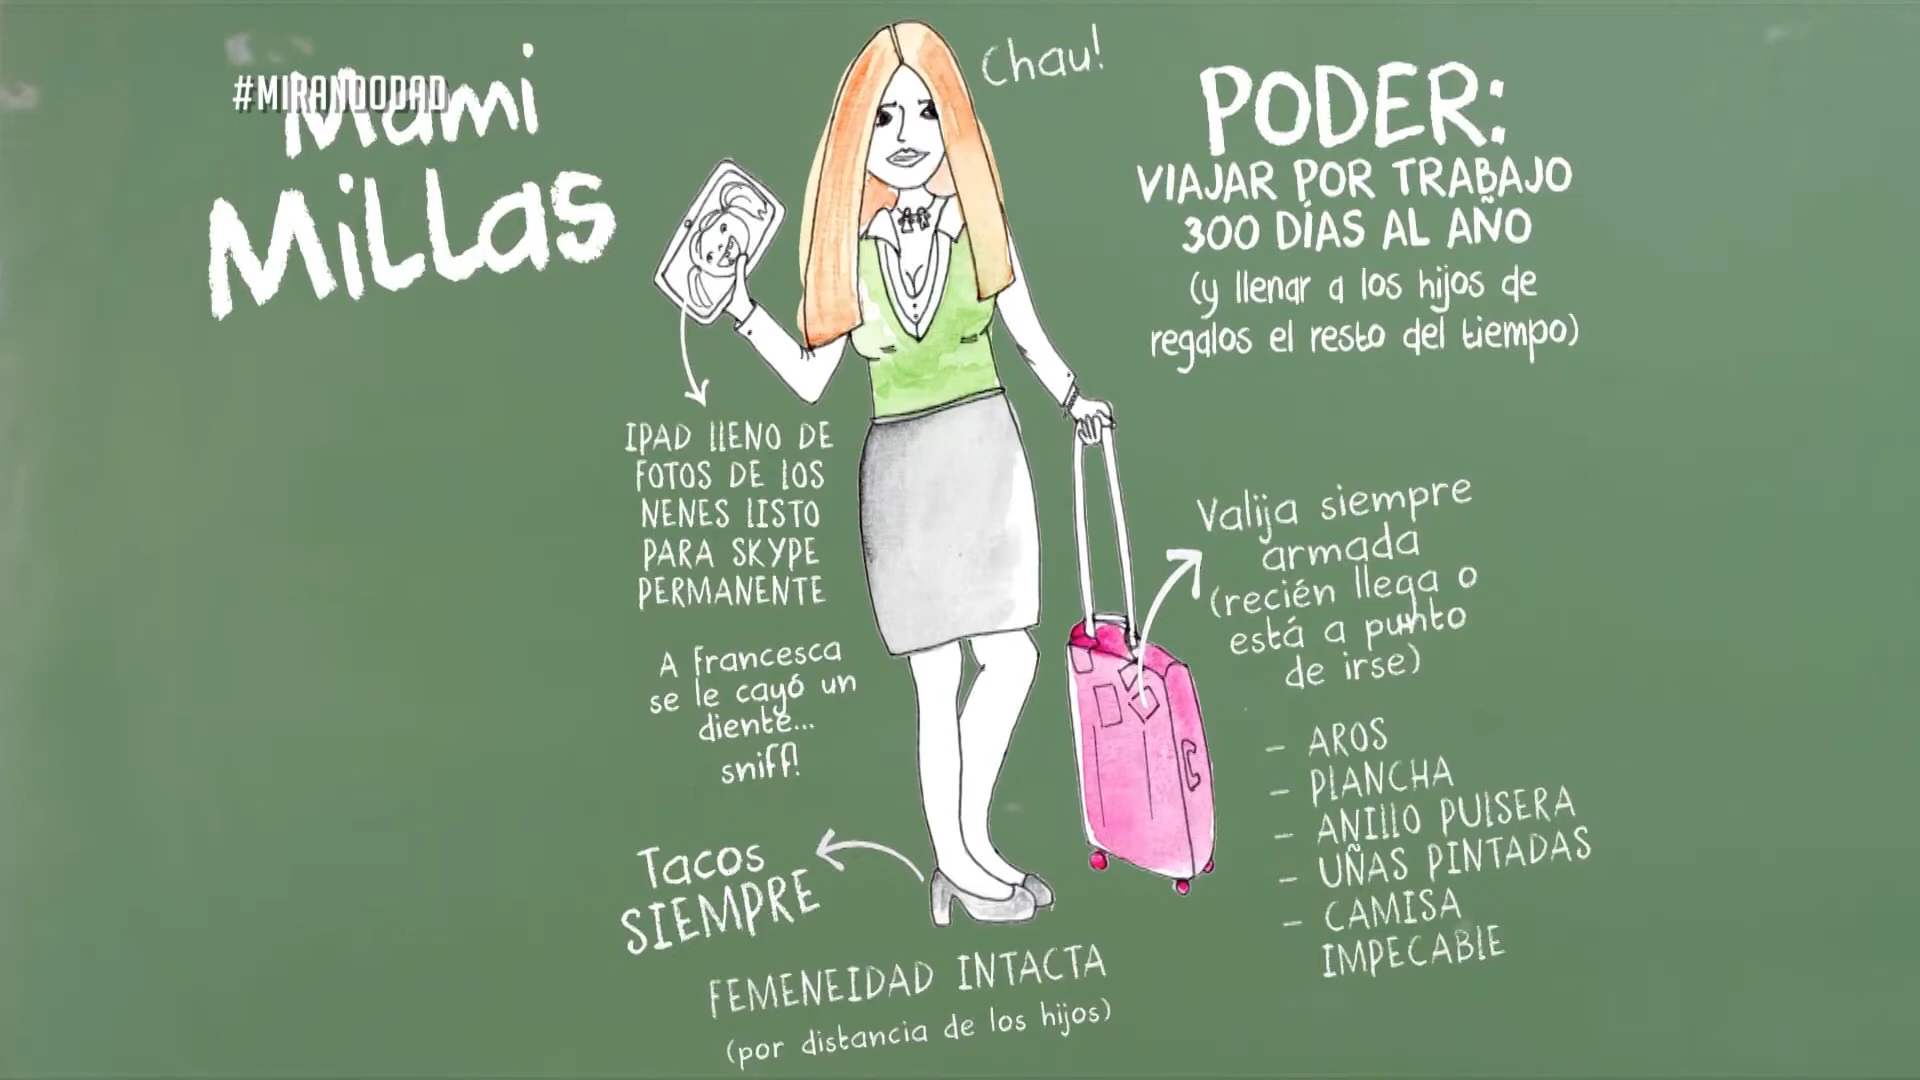 #MIRANDODAD
Mami
Millas
Chau!
PODER:
VIAJAR POR TRABAJO
300 DÍAS AL AÑO
(y llenar a los hijos de
regalos el resto del tiempo)
IPAD LLENO DE
FOTOS DE LOS
NENES LISTO
PARA SKYPE
PERMANENTE
A Francesca
se le cayó un
diente...
sniff!
Valija siempre
armada
(recién llega o
está a punto
de irse)
- AROS
- PLANCHA
- ANILLO PULSERA
- UÑAS PINTADAS
- CAMISA
IMPECABLE
Tacos
SIEMPRE
FEMENEIDAD INTACTA
(por distancia de los hijos)